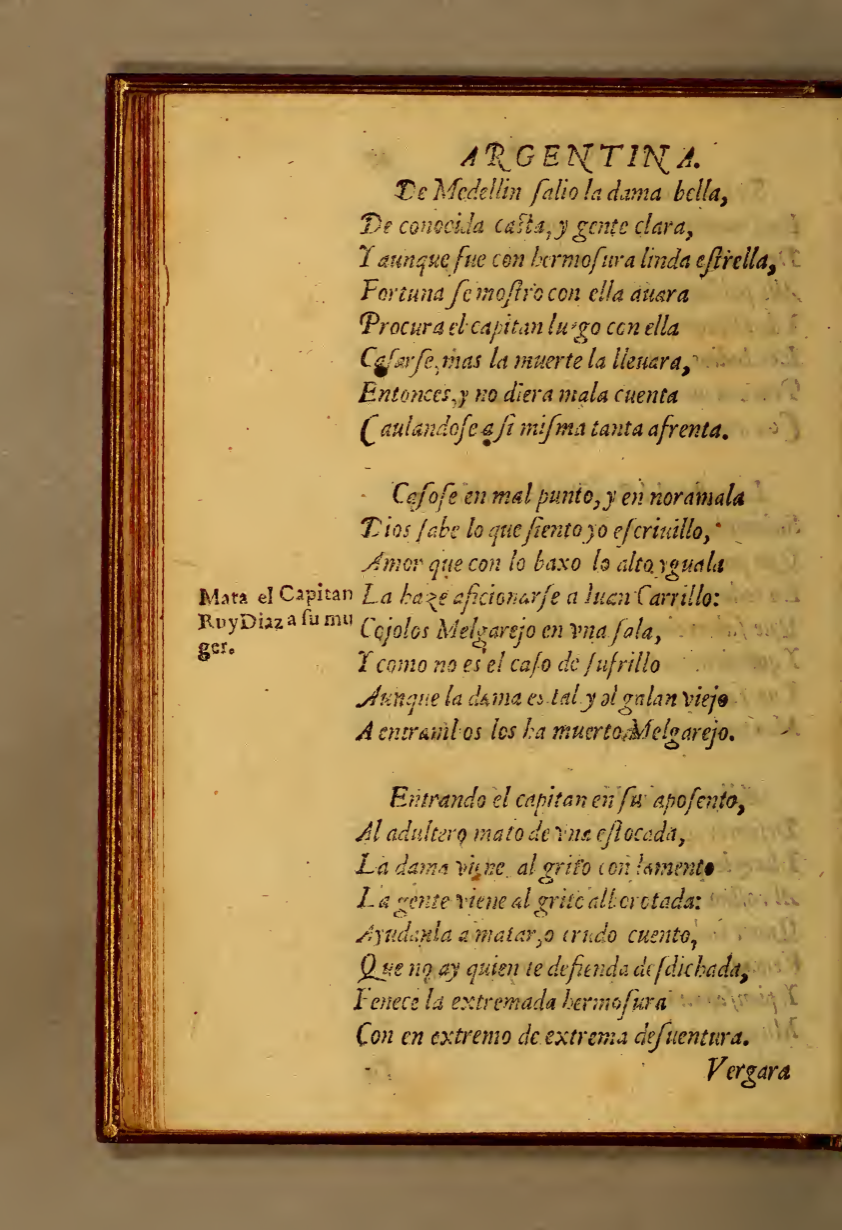 ARGENTINA.
De Medellin ſalio la dama bella,
De conocida caſta, y gente clara,
Y aunque fue con hermoſura linda eſtrella,
Fortuna ſe moſtro con ella auara
Procura el capitan luego con ella
Caſarſe, mas la muerte la lleuara,
Entonces, y no diera mala cuenta
Cauſandoſe a ſi miſma tanta afrenta.
Caſoſe en mal punto, y en noramala
Dios ſabe lo que ſiento yo eſcriuillo,
Amor que con lo baxo lo alto yguala
Mata el Capitan
RuyDiaz a ſu mu
ger.
La haze aficionarſe a Iuan Carrillo:
Cojolos Melgarejo en vna ſala,
Y como no es el caſo de ſufrillo
Aunque la dama es tal y el galan viejo
A entrambos los ha muerto Melgarejo.
Entrando el capitan en ſu apoſento,
Al adultero mato de vna eſtocada,
La dama viene al grito con lamento
La gente viene al grito alborotada:
Ayudanla a matar, o crudo cuento,
Que no ay quien te defienda deſdichada,
Fenece la extremada hermoſura
Con en extremo de extrema deſuentura.
Vergara